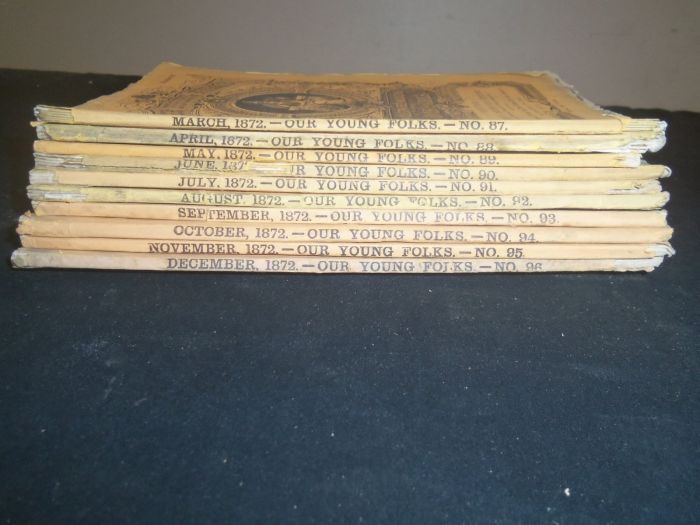 MARCH, 1872.—OUR YOUNG FOLKS.—NO. 87.
APRIL, 1872.—OUR YOUNG FOLKS.—NO. 88.
MAY, 1872.—OUR YOUNG FOLKS.—NO. 89.
JUNE, 187 OUR YOUNG FOLKS.—NO. 90.
JULY, 1872.—OUR YOUNG FOLKS.—NO. 91.
AUGUST, 1872.—OUR YOUNG FOLKS.—NO. 92.
SEPTEMBER, 1872.—OUR YOUNG FOLKS.—NO. 93.
OCTOBER, 1872.—OUR YOUNG FOLKS.—NO. 94.
NOVEMBER, 1872.—OUR YOUNG FOLKS.—NO. 95.
DECEMBER, 1872.—OUR YOUNG FOLKS.—NO. 96.